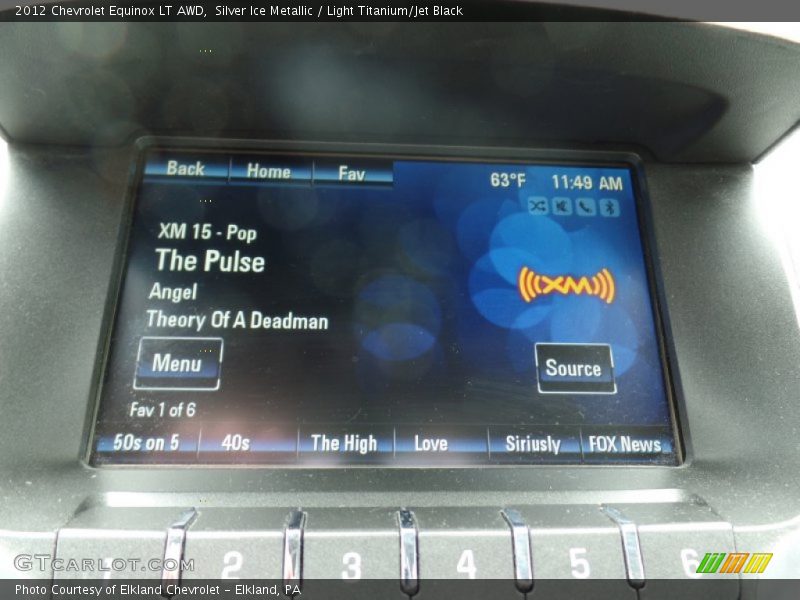 2012 Chevrolet Equinox LT AWD, Silver Ice Metallic / Light Titanium/Jet Black
Back Home Fav 63°F 11:49 AM
XM 15 - Pop
The Pulse
XM
Angel
Theory Of A Deadman
Menu Source
Fav 1 of 6
50s on 5 40s The High Love Siriusly FOX News
1 2 3 4 5 6
GTCARLOT.COM
Photo Courtesy of Elkland Chevrolet - Elkland, PA